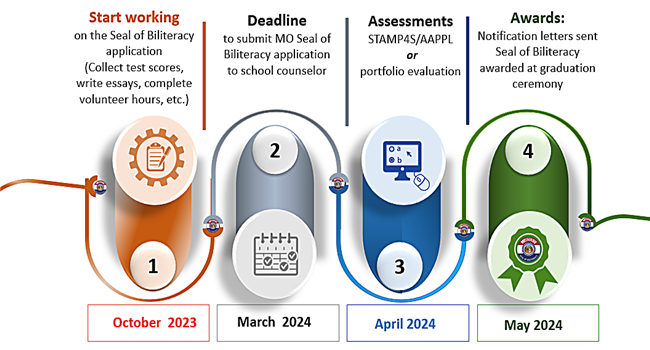 Start working
on the Seal of Biliteracy
application
(Collect test scores,
write essays, complete
volunteer hours, etc.)
Deadline
to submit MO Seal of
Biliteracy application
to school counselor
Assessments
STAMP4S/AAPPL
or
portfolio evaluation
Awards:
Notification letters sent
Seal of Biliteracy
awarded at graduation
ceremony
1
2
a
b
3
4
October 2023
March 2024
April 2024
May 2024